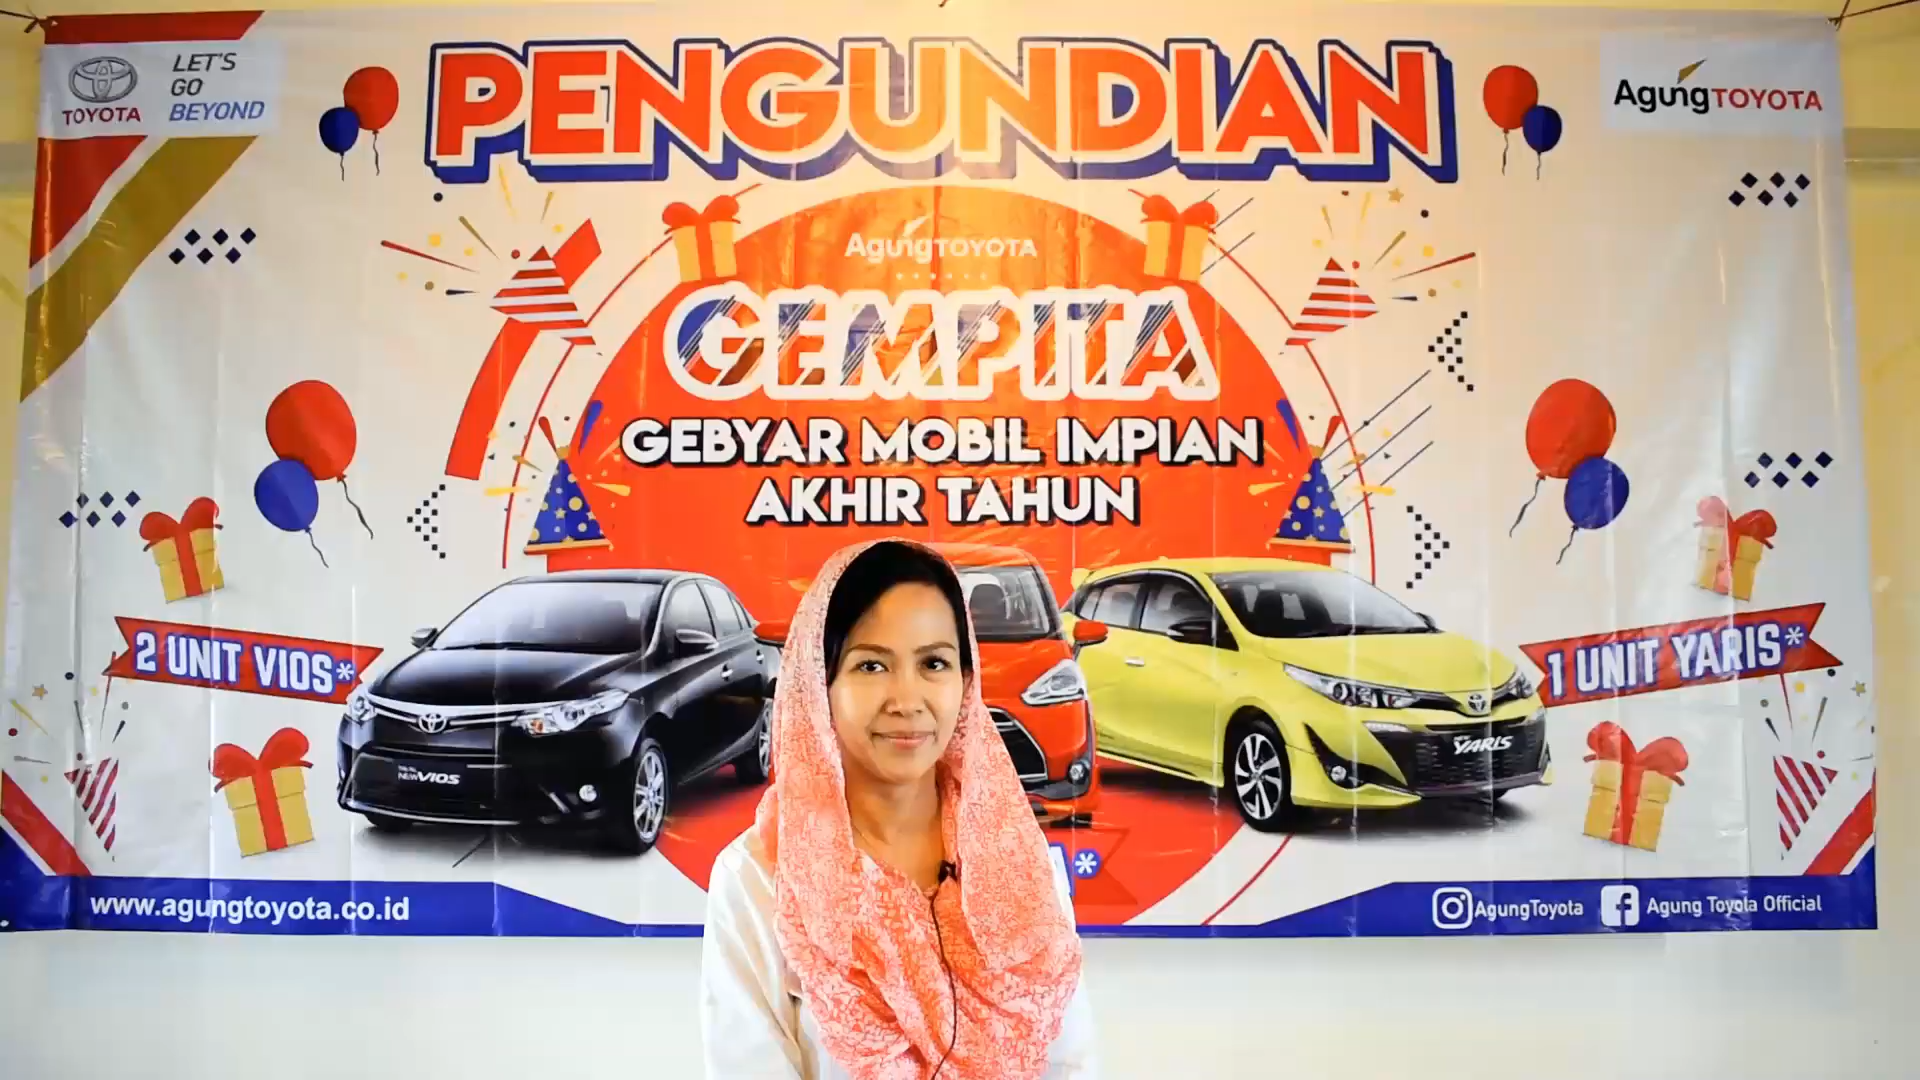 TOYOTA
LET'S
GO
BEYOND
PENGUNDIAN
AgungTOYOTA
AgungTOYOTA
GEMPITA
GEBYAR MOBIL IMPIAN
AKHIR TAHUN
2 UNIT VIOS*
1 UNIT YARIS*
NEW VIOS
YARIS
www.agungtoyota.co.id
AgungToyota
Agung Toyota Official